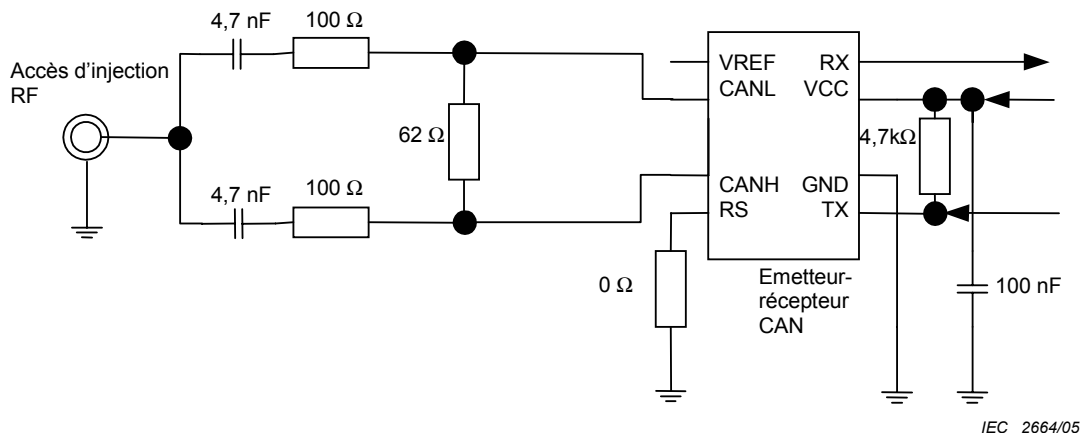 4,7 nF
100 Ω
Accès d'injection
RF
62 Ω
4,7 nF
100 Ω
VREF
RX
CANL
VCC
4,7kΩ
CANH
GND
RS
TX
0 Ω
Emetteur-
récepteur
CAN
100 nF
IEC 2664/05